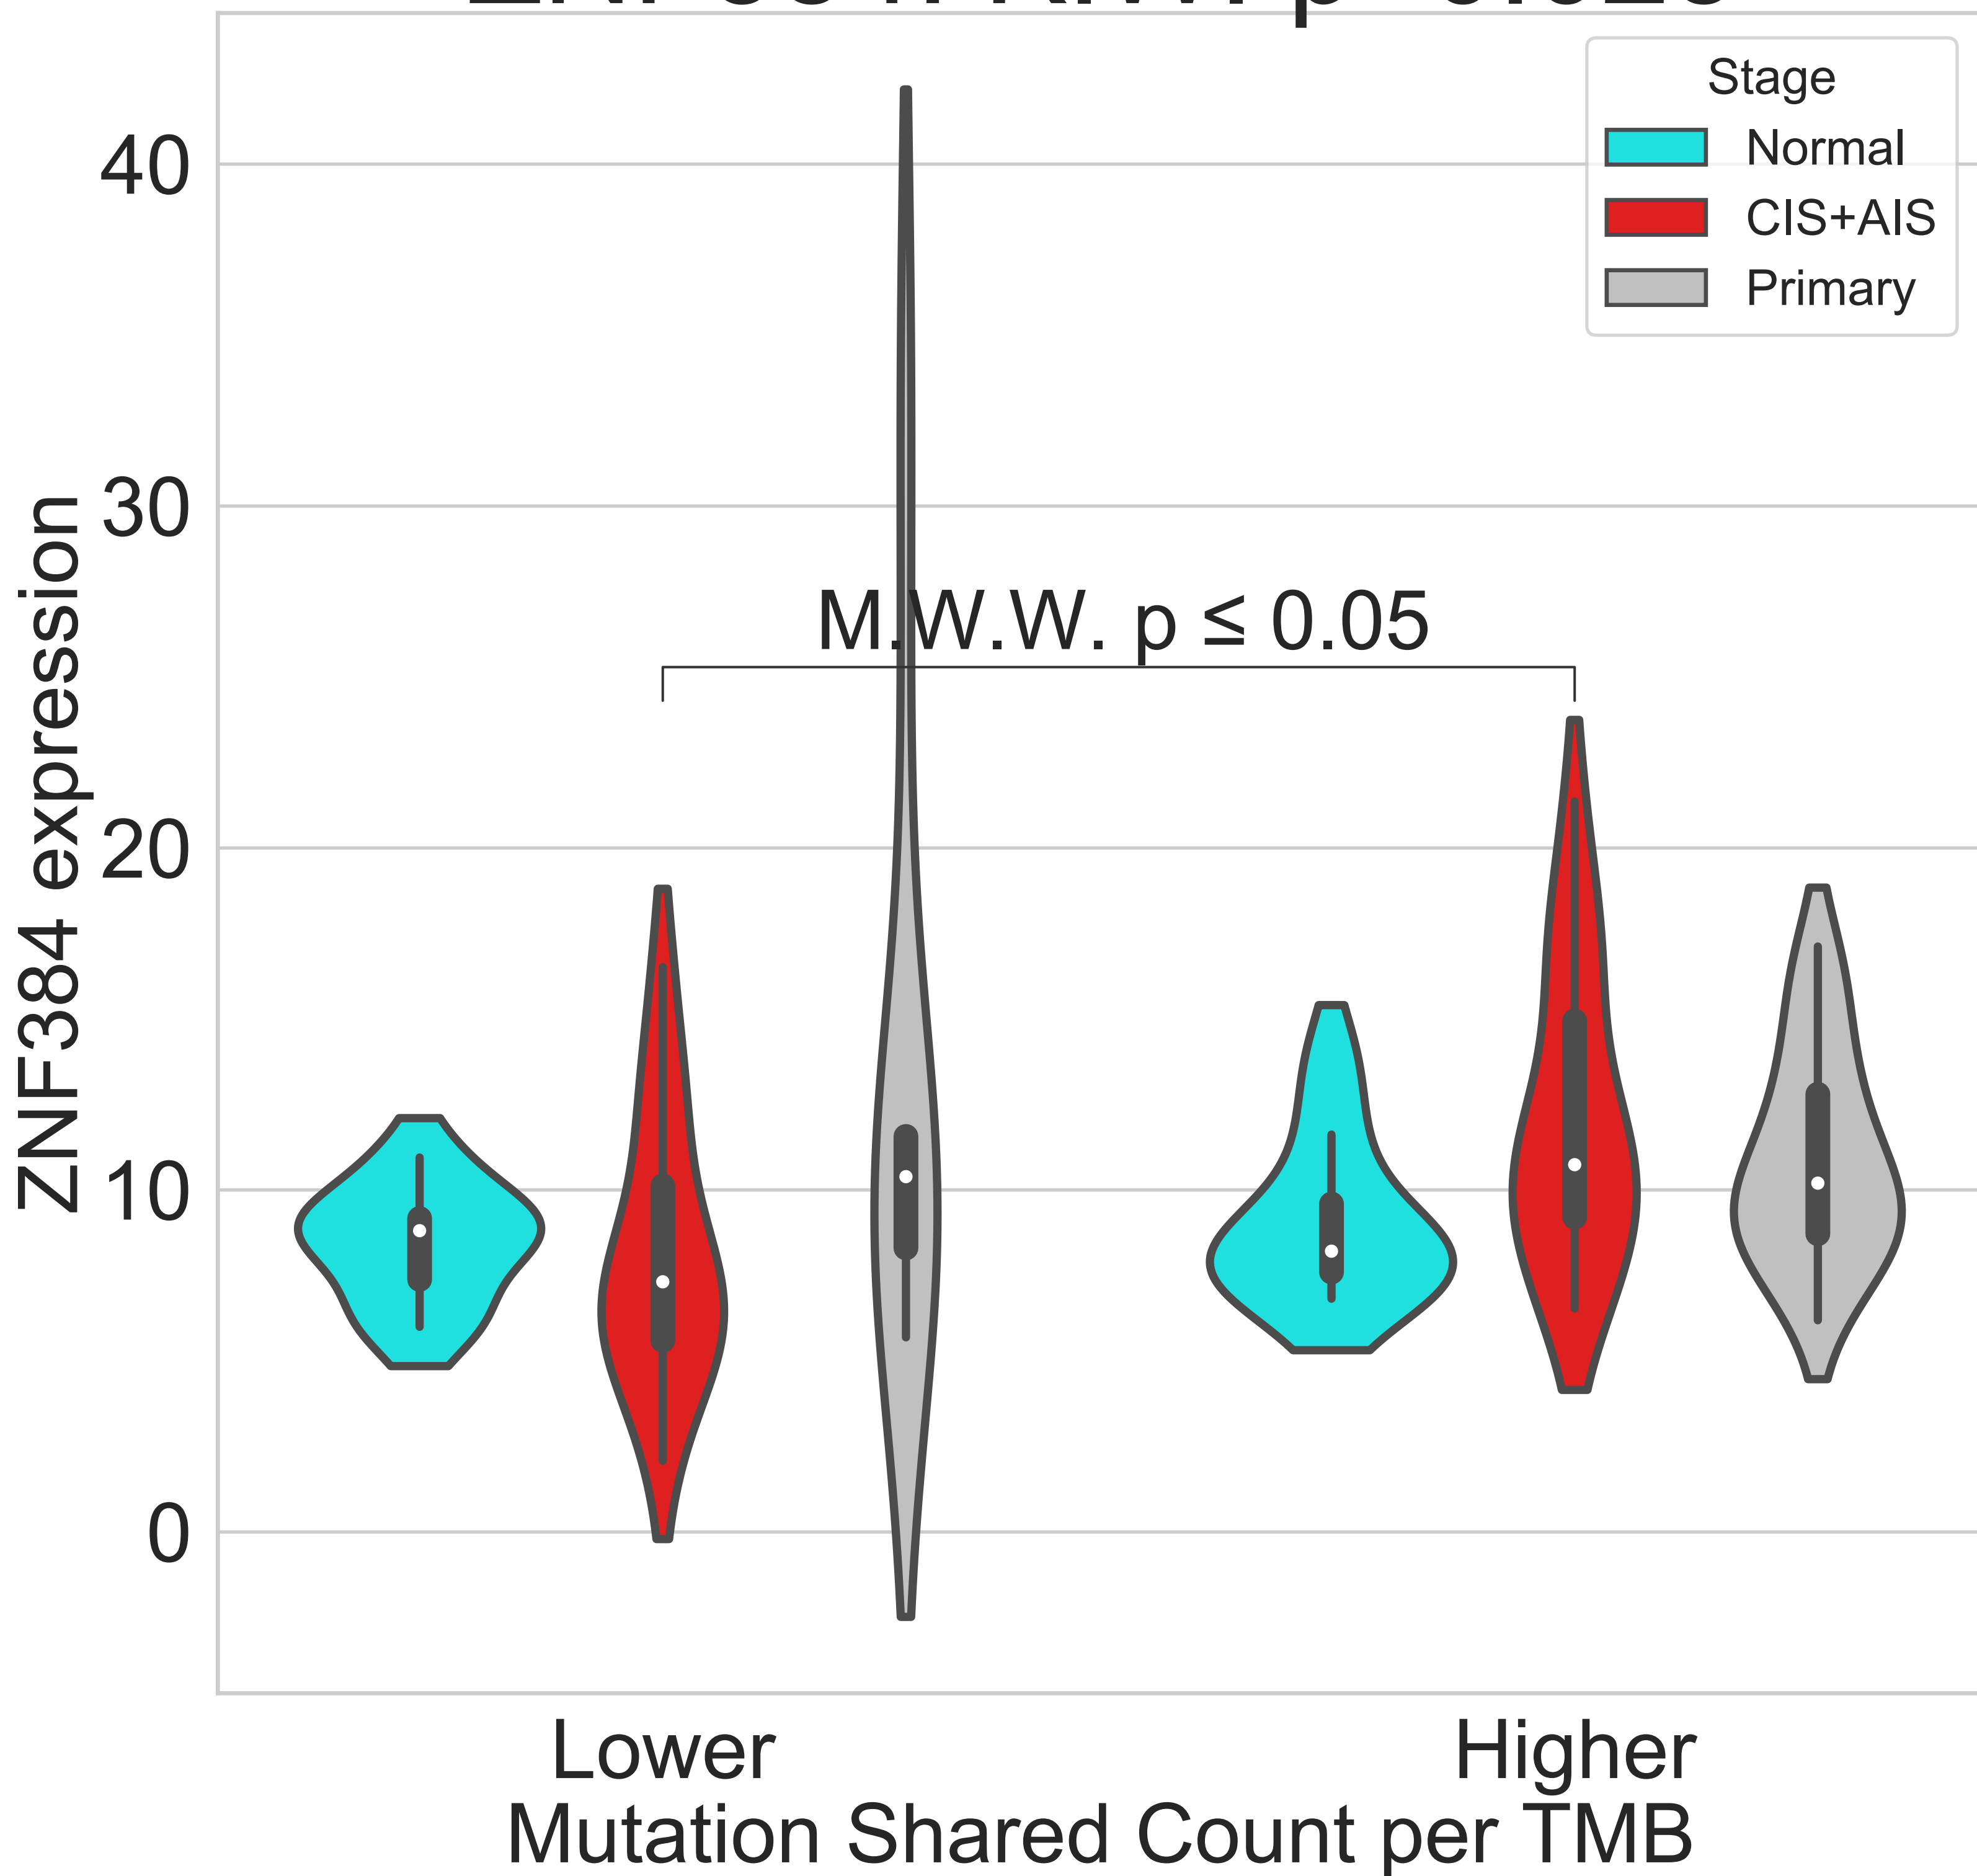 Stage
Normal
CIS+AIS
Primary
40
30
20
10
0
ZNF384 expression
M.W.W. p ≤ 0.05
Lower
Higher
Mutation Shared Count per TMB